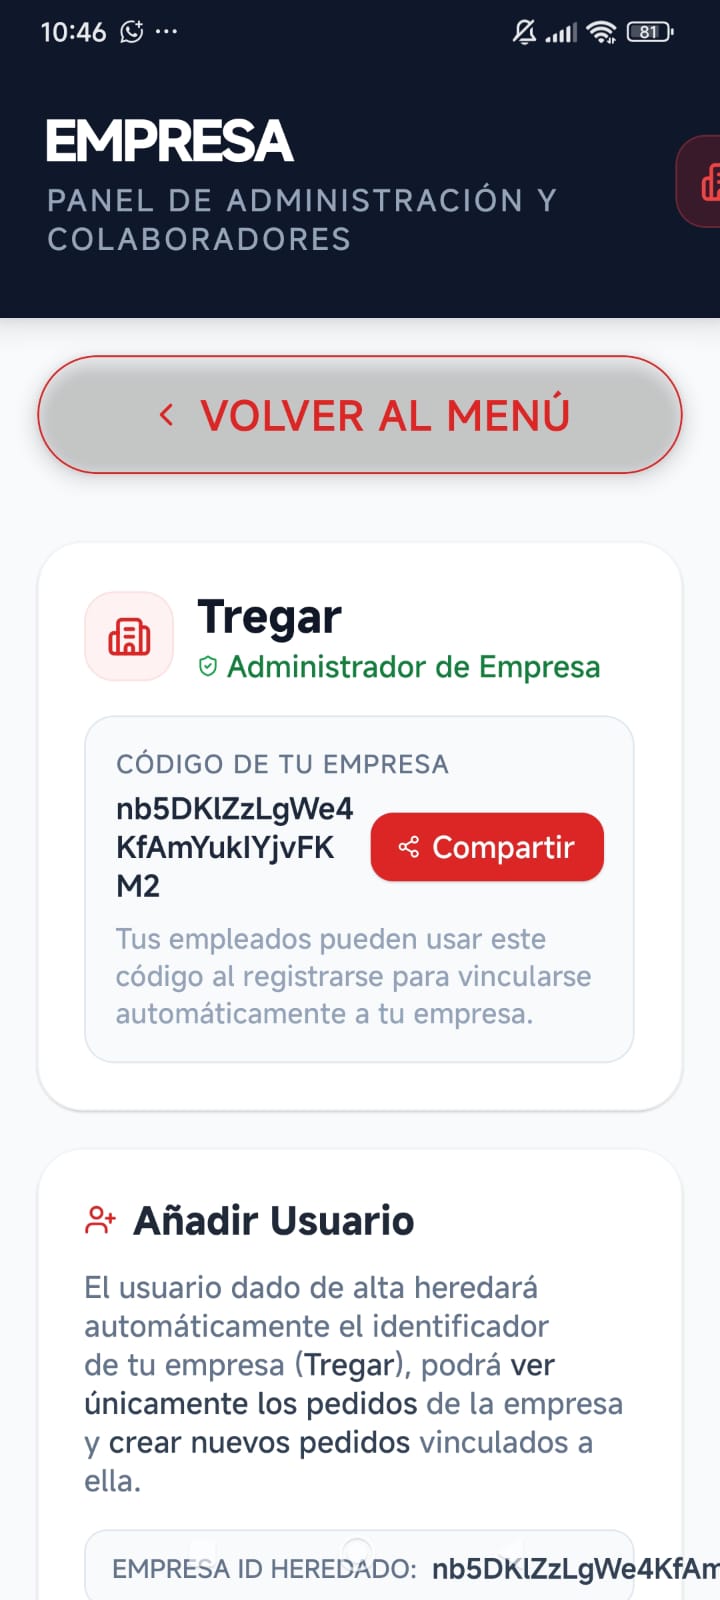 10:46
81
EMPRESA
PANEL DE ADMINISTRACIÓN Y
COLABORADORES
VOLVER AL MENÚ
Tregar
Administrador de Empresa
CÓDIGO DE TU EMPRESA
nb5DKlZzLgWe4
KfAmYukIYjvFK
M2
Compartir
Tus empleados pueden usar este
código al registrarse para vincularse
automáticamente a tu empresa.
Añadir Usuario
El usuario dado de alta heredará
automáticamente el identificador
de tu empresa (Tregar), podrá ver
únicamente los pedidos de la empresa
y crear nuevos pedidos vinculados a
ella.
EMPRESA ID HEREDADO: nb5DKlZzLgWe4KfAm